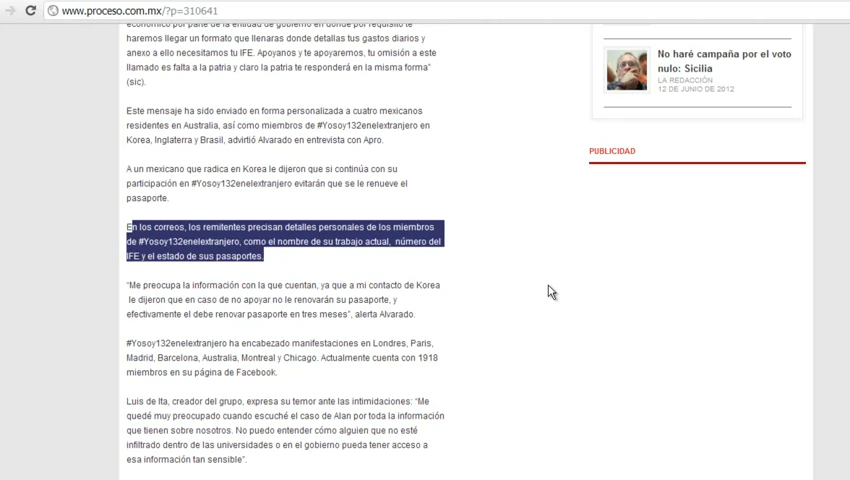 www.proceso.com.mx/?p=310641
económico por parte de la entidad de gobierno en donde por requisito te
haremos llegar un formato que llenaras donde detallas tus gastos diarios y
anexo a ello necesitamos tu IFE. Apoyanos y te apoyaremos, tu omisión a este
llamado es falta a la patria y claro la patria te responderá en la misma forma”
(sic).
Este mensaje ha sido enviado en forma personalizada a cuatro mexicanos
residentes en Australia, así como miembros de #Yosoy132enelextranjero en
Korea, Inglaterra y Brasil, advirtió Alvarado en entrevista con Apro.
A un mexicano que radica en Korea le dijeron que si continúa con su
participación en #Yosoy132enelextranjero evitarán que se le renueve el
pasaporte.
En los correos, los remitentes precisan detalles personales de los miembros
de #Yosoy132enelextranjero, como el nombre de su trabajo actual, número del
IFE y el estado de sus pasaportes.
“Me preocupa la información con la que cuentan, ya que a mi contacto de Korea
le dijeron que en caso de no apoyar no le renovarán su pasaporte, y
efectivamente el debe renovar pasaporte en tres meses”, alerta Alvarado.
#Yosoy132enelextranjero ha encabezado manifestaciones en Londres, Paris,
Madrid, Barcelona, Australia, Montreal y Chicago. Actualmente cuenta con 1918
miembros en su página de Facebook.
Luis de Ita, creador del grupo, expresa su temor ante las intimidaciones: “Me
quedé muy preocupado cuando escuché el caso de Alan por toda la información
que tienen sobre nosotros. No puedo entender cómo alguien que no esté
infiltrado dentro de las universidades o en el gobierno pueda tener acceso a
esa información tan sensible”.
No haré campaña por el voto
nulo: Sicilia
LA REDACCIÓN
12 DE JUNIO DE 2012
PUBLICIDAD